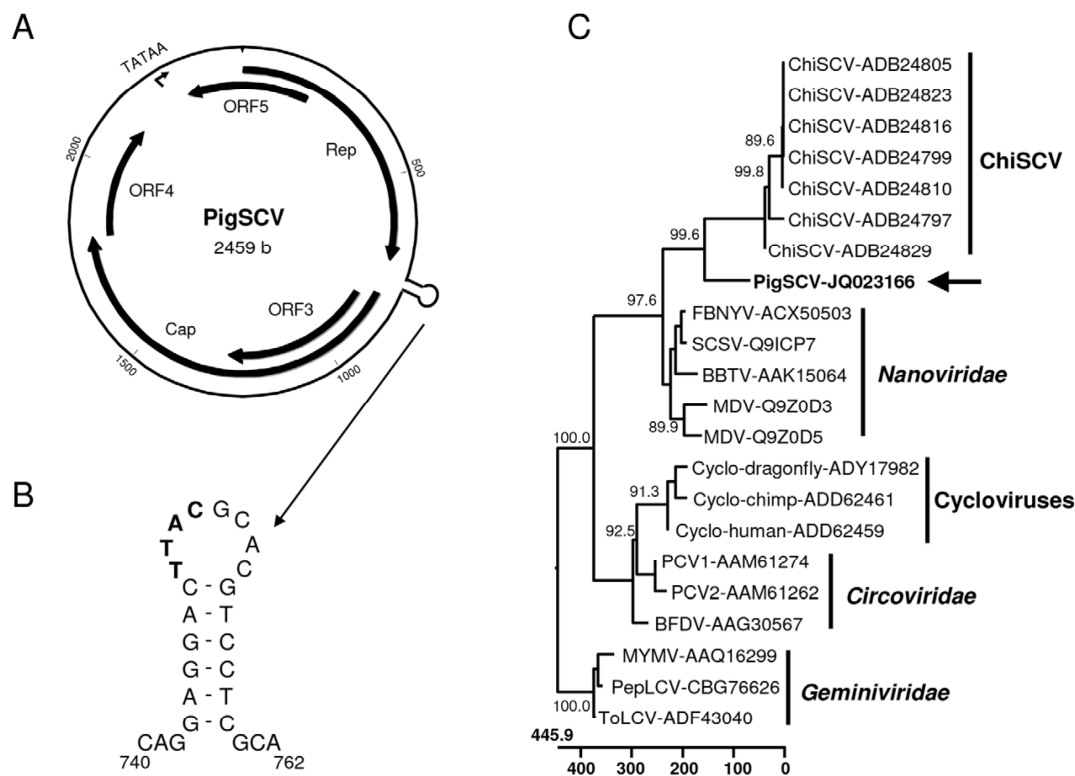 A
TATAA
ORF5
Rep
2000
500
ORF4
PigSCV
2459 b
ORF3
Cap
1500
1000
B
A C G C
T A
T C
C - G
A - T
G - C
G - C
A - T
G - C
CAG GCA
740 762
C
ChiSCV-ADB24805
ChiSCV-ADB24823
ChiSCV-ADB24816
89.6
ChiSCV-ADB24799
ChiSCV
99.8
ChiSCV-ADB24810
ChiSCV-ADB24797
99.6
ChiSCV-ADB24829
PigSCV-JQ023166
97.6
FBNYV-ACX50503
SCSV-Q9ICP7
BBTV-AAK15064
Nanoviridae
MDV-Q9Z0D3
89.9
MDV-Q9Z0D5
100.0
Cyclo-dragonfly-ADY17982
91.3
Cyclo-chimp-ADD62461
Cycloviruses
Cyclo-human-ADD62459
92.5
PCV1-AAM61274
PCV2-AAM61262
Circoviridae
BFDV-AAG30567
MYMV-AAQ16299
PepLCV-CBG76626
Geminiviridae
100.0
ToLCV-ADF43040
445.9
400 300 200 100 0